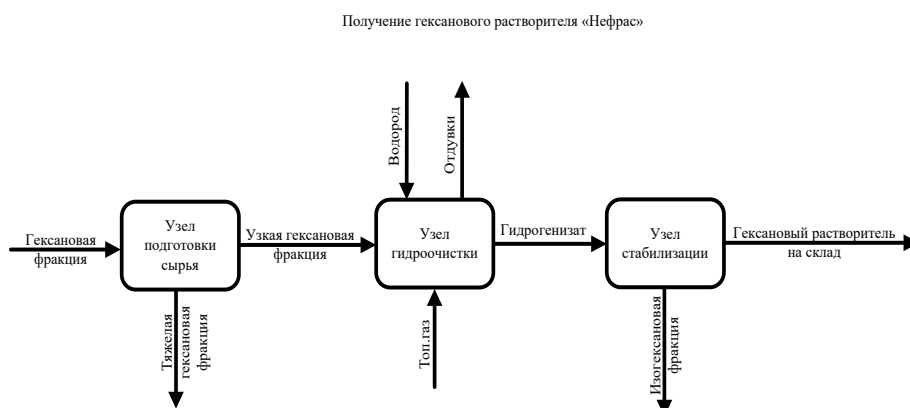 Получение гексанового растворителя «Нефрас»
Водород
Отдувки
Гексановая
фракция
Узел
подготовки
сырья
Узкая гексановая
фракция
Узел
гидроочистки
Гидрогенизат
Узел
стабилизации
Гексановый растворитель
на склад
Тяжелая
гексановая
фракция
Топ.газ
Изогексановая
фракция